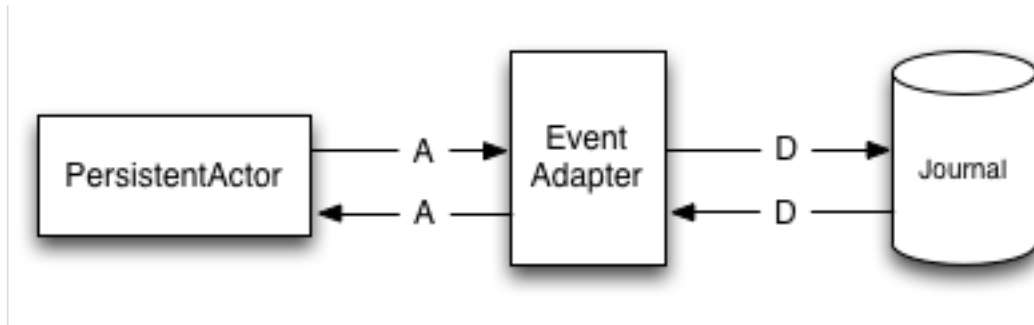 PersistentActor
A
A
Event
Adapter
D
D
Journal